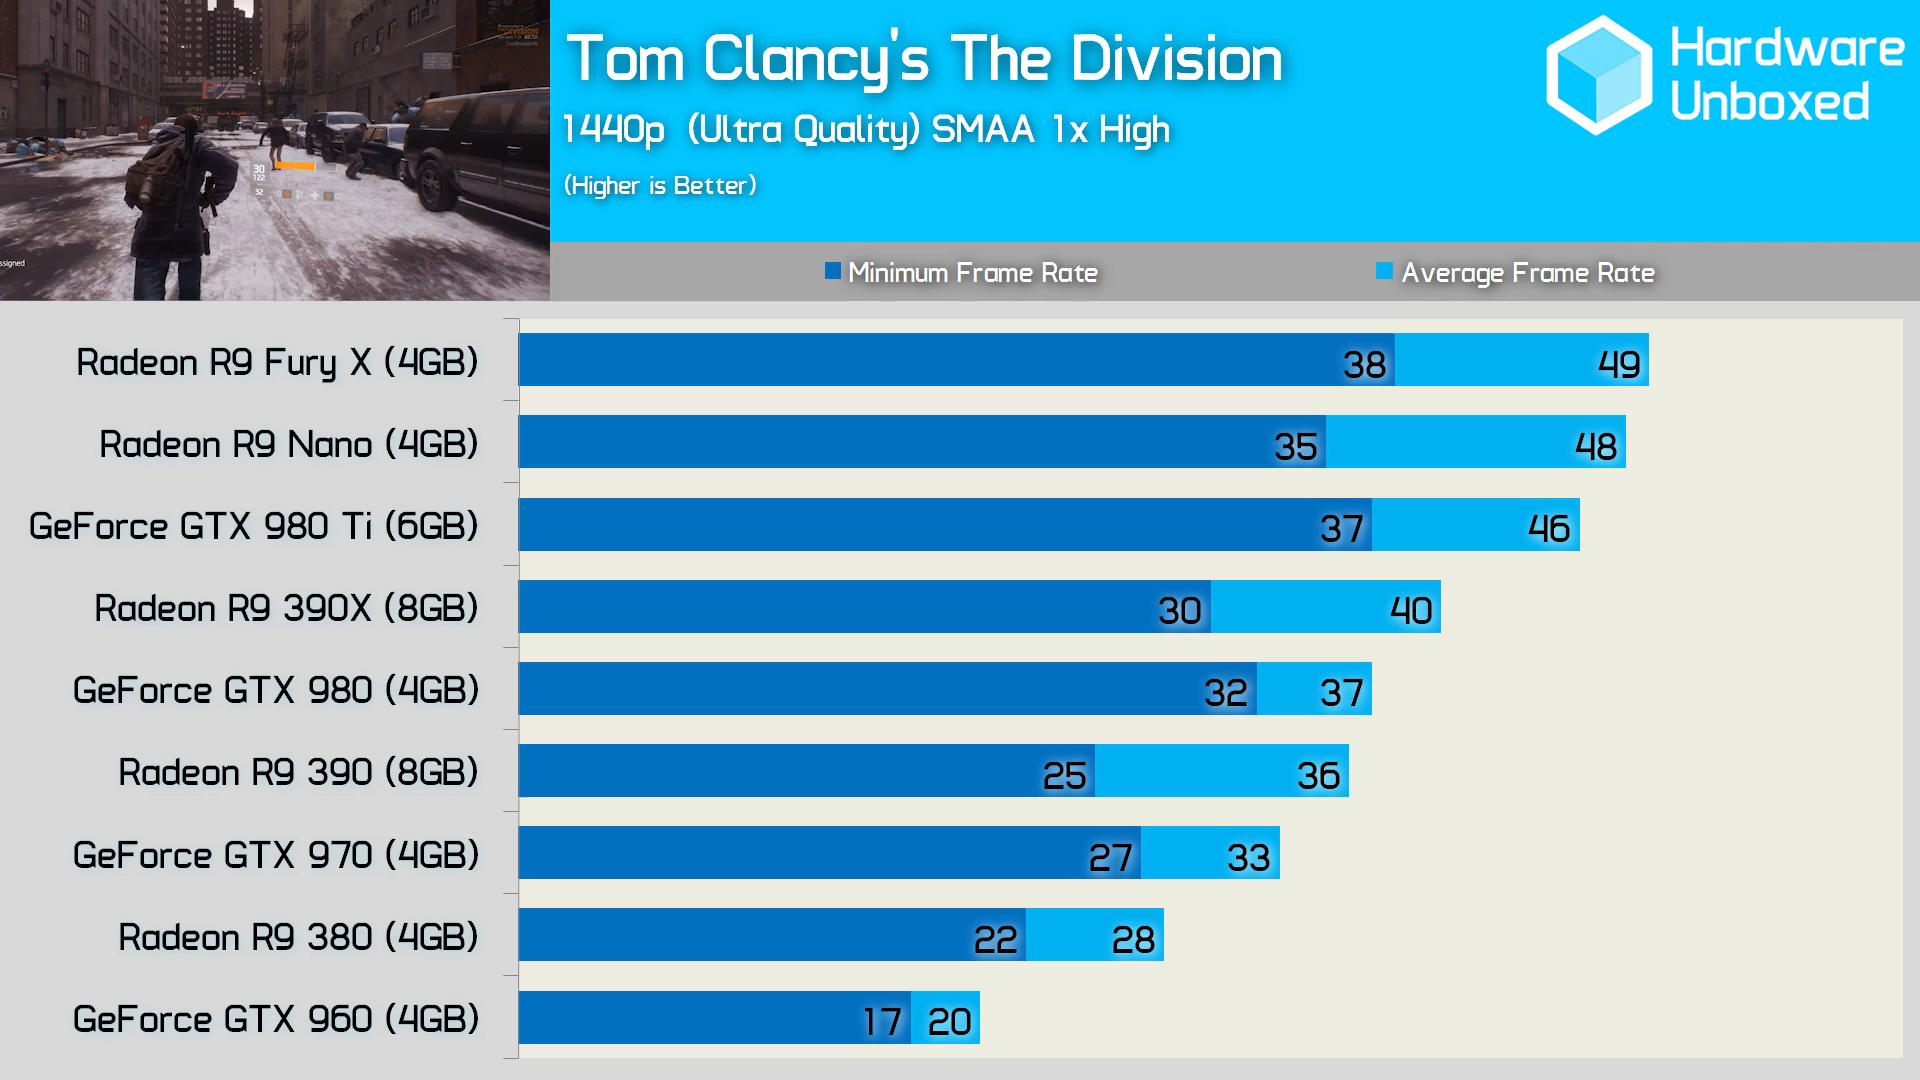 Tom Clancy's The Division
1440p (Ultra Quality) SMAA 1x High
(Higher is Better)
Hardware
Unboxed
Minimum Frame Rate
Average Frame Rate
30
122
32
ssigned
Radeon R9 Fury X (4GB)
38
49
Radeon R9 Nano (4GB)
35
48
GeForce GTX 980 Ti (6GB)
37
46
Radeon R9 390X (8GB)
30
40
GeForce GTX 980 (4GB)
32
37
Radeon R9 390 (8GB)
25
36
GeForce GTX 970 (4GB)
27
33
Radeon R9 380 (4GB)
22
28
GeForce GTX 960 (4GB)
17
20